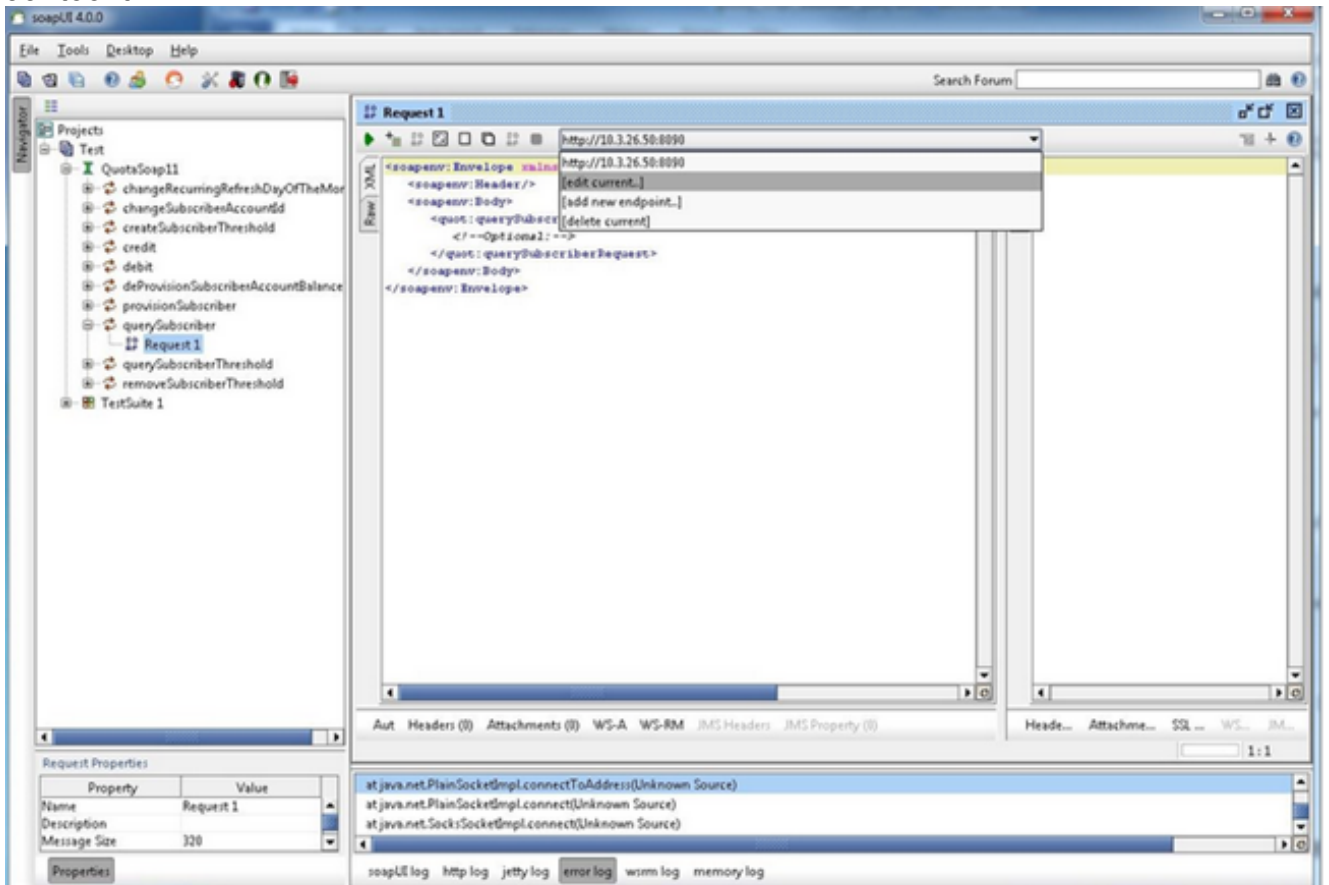 soapUI 4.0.0
File Tools Desktop Help
Search Forum
Navigator
Projects
Test
QuotaSoap11
changeRecurringRefreshDayOfTheMor
changeSubscriberAccountId
createSubscriberThreshold
credit
debit
deProvisionSubscriberAccountBalance
provisionSubscriber
querySubscriber
Request 1
querySubscriberThreshold
removeSubscriberThreshold
TestSuite 1
Request 1
http://10.3.26.50:8090
http://10.3.26.50:8090
[edit current..]
[add new endpoint..]
[delete current]
XML
Raw
<soapenv:Envelope xmlns
<soapenv:Header/>
<soapenv:Body>
<quot:querySubscr
<!--Optional:-->
</quot:querySubscriberRequest>
</soapenv:Body>
</soapenv:Envelope>
Aut Headers (0) Attachments (0) WS-A WS-RM JMS Headers JMS Property (0)
Heade... Attachme... SSL ... WS... JM...
1:1
Request Properties
Property Value
Name Request 1
Description
Message Size 320
Properties
at java.net.PlainSocketImpl.connectToAddress(Unknown Source)
at java.net.PlainSocketImpl.connect(Unknown Source)
at java.net.SocksSocketImpl.connect(Unknown Source)
soapUI log http log jetty log error log wsrm log memory log